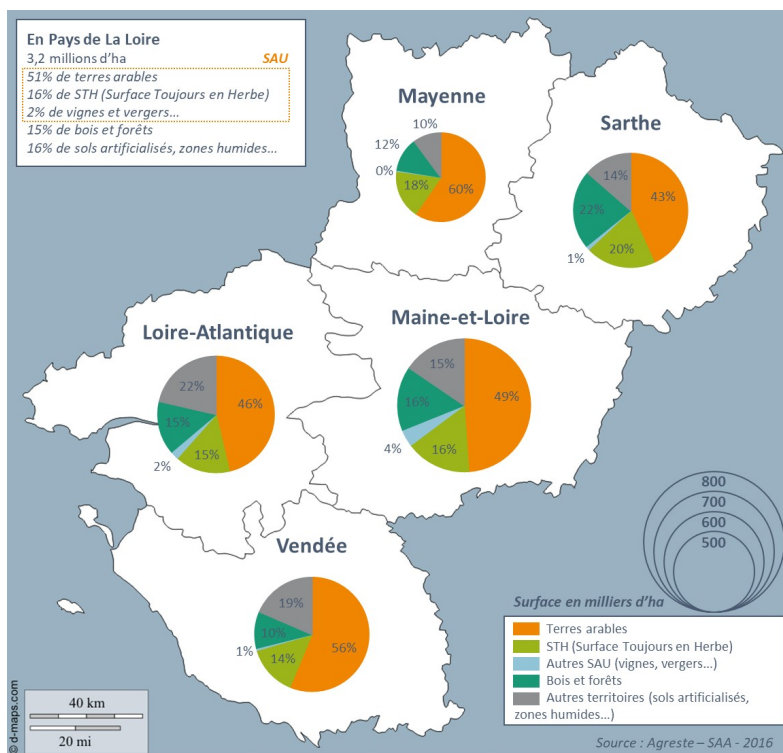 En Pays de La Loire
3,2 millions d'ha SAU
51% de terres arables
16% de STH (Surface Toujours en Herbe)
2% de vignes et vergers...
15% de bois et forêts
16% de sols artificialisés, zones humides...
Mayenne
10%
12%
0%
18%
60%
Sarthe
14%
43%
22%
20%
1%
Loire-Atlantique
22%
46%
15%
15%
2%
Maine-et-Loire
15%
49%
16%
16%
4%
Vendée
19%
10%
56%
1%
14%
800
700
600
500
Surface en milliers d'ha
Terres arables
STH (Surface Toujours en Herbe)
Autres SAU (vignes, vergers...)
Bois et forêts
Autres territoires (sols artificialisés,
zones humides...)
40 km
20 mi
© d-maps.com
Source : Agreste – SAA - 2016